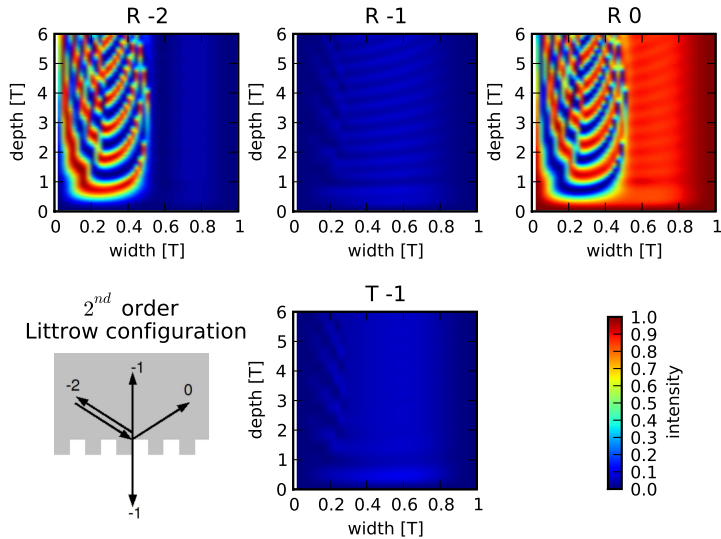 R -2
R -1
R 0
6
5
4
3
2
1
0
depth [T]
0 0.2 0.4 0.6 0.8 1
width [T]
6
5
4
3
2
1
0
depth [T]
0 0.2 0.4 0.6 0.8 1
width [T]
6
5
4
3
2
1
0
depth [T]
0 0.2 0.4 0.6 0.8 1
width [T]
2nd order
Littrow configuration
-2
-1
0
-1
T -1
6
5
4
3
2
1
0
depth [T]
0 0.2 0.4 0.6 0.8 1
width [T]
1.0
0.9
0.8
0.7
0.6
0.5
0.4
0.3
0.2
0.1
0.0
intensity